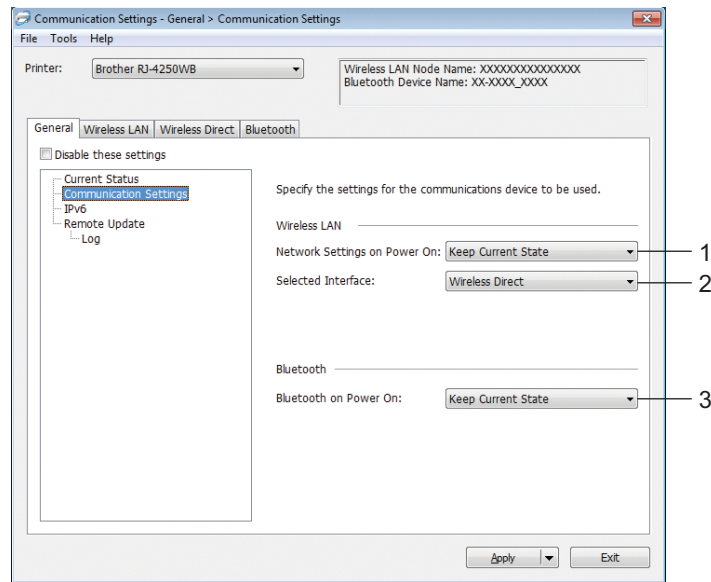 Communication Settings - General > Communication Settings
File Tools Help
Printer: Brother RJ-4250WB
Wireless LAN Node Name: XXXXXXXXXXXXXXX
Bluetooth Device Name: XX-XXXX_XXXX
General Wireless LAN Wireless Direct Bluetooth
Disable these settings
Current Status
Communication Settings
IPv6
Remote Update
Log
Specify the settings for the communications device to be used.
Wireless LAN
Network Settings on Power On: Keep Current State 1
Selected Interface: Wireless Direct 2
Bluetooth
Bluetooth on Power On: Keep Current State 3
Apply Exit